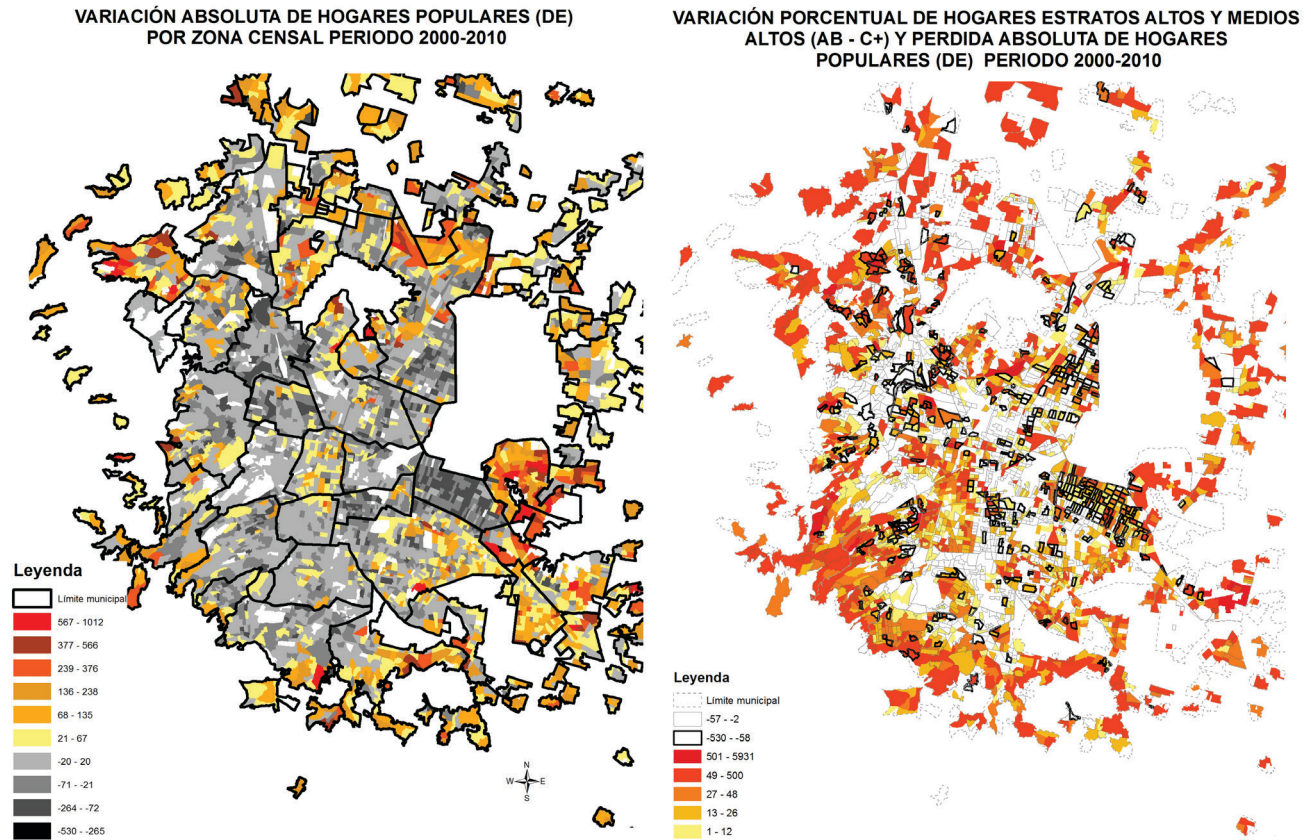 VARIACIÓN ABSOLUTA DE HOGARES POPULARES (DE)
POR ZONA CENSAL PERIODO 2000-2010
Leyenda
Límite municipal
567 - 1012
377 - 566
239 - 376
136 - 238
68 - 135
21 - 67
-20 - 20
-71 - -21
-264 - -72
-530 - -265
N
W E
S
VARIACIÓN PORCENTUAL DE HOGARES ESTRATOS ALTOS Y MEDIOS
ALTOS (AB - C+) Y PERDIDA ABSOLUTA DE HOGARES
POPULARES (DE) PERIODO 2000-2010
Leyenda
Límite municipal
-57 - -2
-530 - -58
501 - 5931
49 - 500
27 - 48
13 - 26
1 - 12